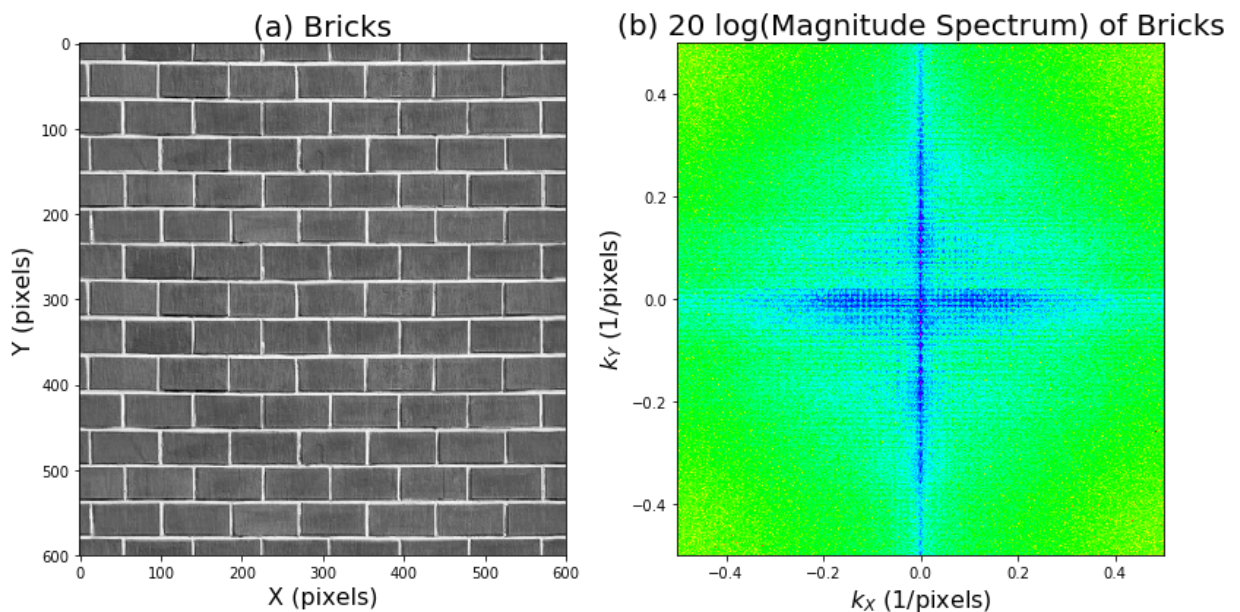 (a) Bricks
0
100
200
300
400
500
600
Y (pixels)
0 100 200 300 400 500 600
X (pixels)
(b) 20 log(Magnitude Spectrum) of Bricks
0.4
0.2
0.0
−0.2
−0.4
k_Y (1/pixels)
−0.4 −0.2 0.0 0.2 0.4
k_X (1/pixels)